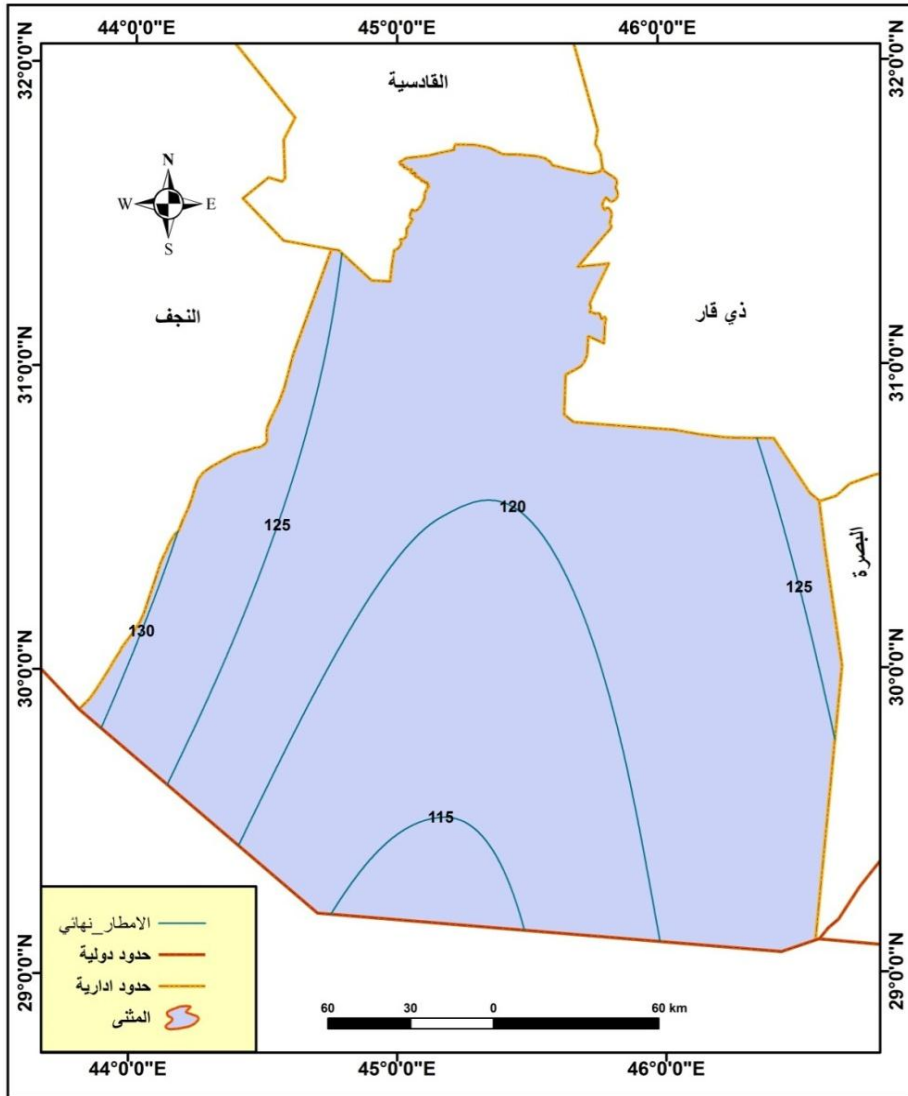 44°0'0"E
45°0'0"E
46°0'0"E
32°0'0"N
32°0'0"N
القادسية
N
W
E
S
النجف
ذي قار
31°0'0"N
31°0'0"N
125
120
125
البصرة
130
30°0'0"N
30°0'0"N
115
الامطار_نهائي
حدود دولية
حدود ادارية
المثنى
29°0'0"N
29°0'0"N
60
30
0
60 km
44°0'0"E
45°0'0"E
46°0'0"E